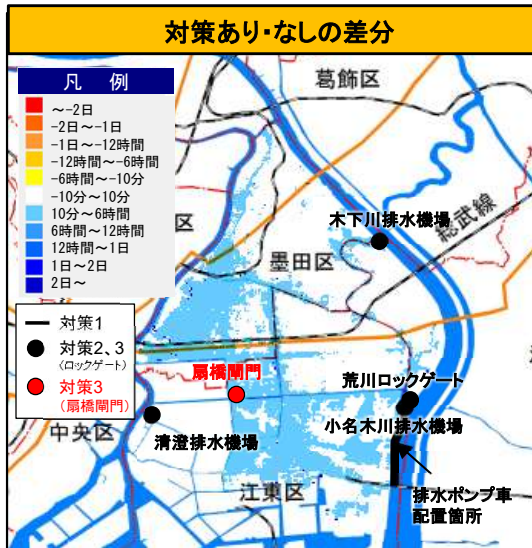 対策あり・なしの差分
凡 例
～-2日
-2日～-1日
-1日～-12時間
-12時間～-6時間
-6時間～-10分
-10分～10分
10分～6時間
6時間～12時間
12時間～1日
1日～2日
2日～
葛飾区
区
木下川排水機場
総武線
墨田区
対策1
対策2、3
(ロックゲート)
対策3
(扇橋閘門)
扇橋閘門
荒川ロックゲート
小名木川排水機場
中央区
清澄排水機場
江東区
排水ポンプ車
配置箇所